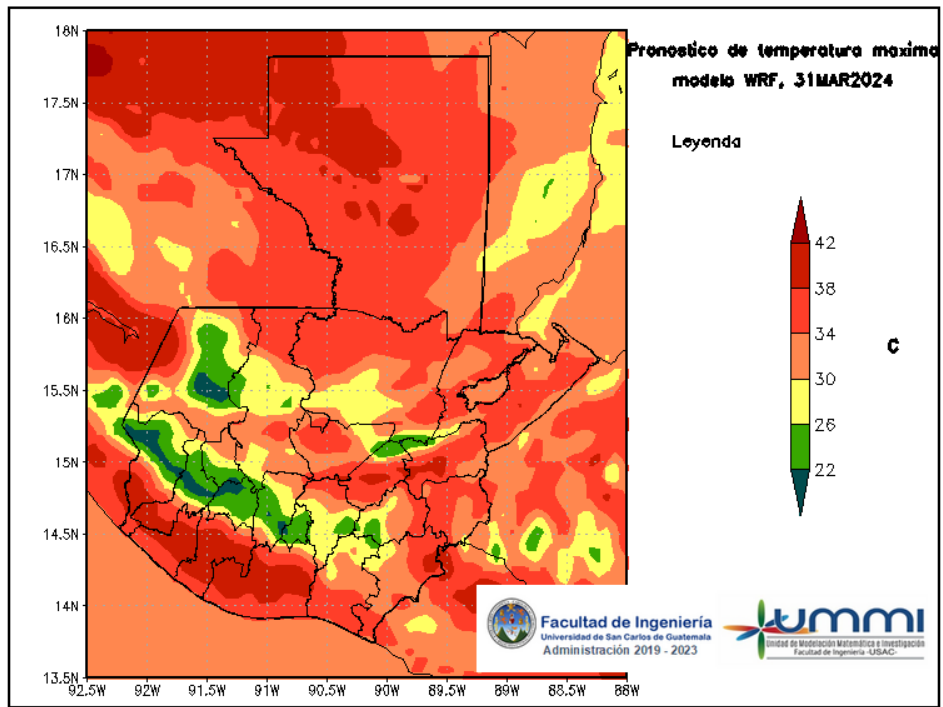 Pronostico de temperatura maxima
modelo WRF, 31MAR2024
Leyenda
42
38
34
30
26
22
C
18N
17.5N
17N
16.5N
16N
15.5N
15N
14.5N
14N
13.5N
92.5W 92W 91.5W 91W 90.5W 90W 89.5W 89W 88.5W 88W
Facultad de Ingeniería
Universidad de San Carlos de Guatemala
Administración 2019 - 2023
UMMI
Unidad de Modelación Matemática e Investigación
Facultad de Ingeniería -USAC-